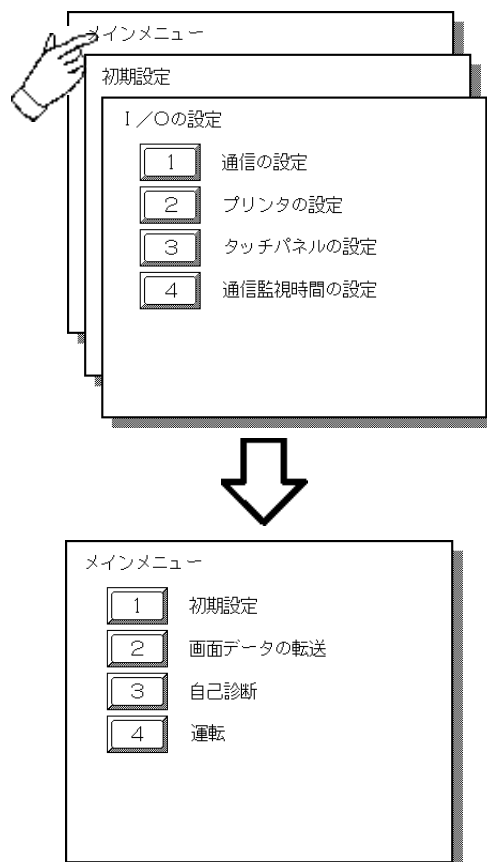 メインメニュー
初期設定
Ⅰ／Oの設定
1 通信の設定
2 プリンタの設定
3 タッチパネルの設定
4 通信監視時間の設定
メインメニュー
1 初期設定
2 画面データの転送
3 自己診断
4 運転